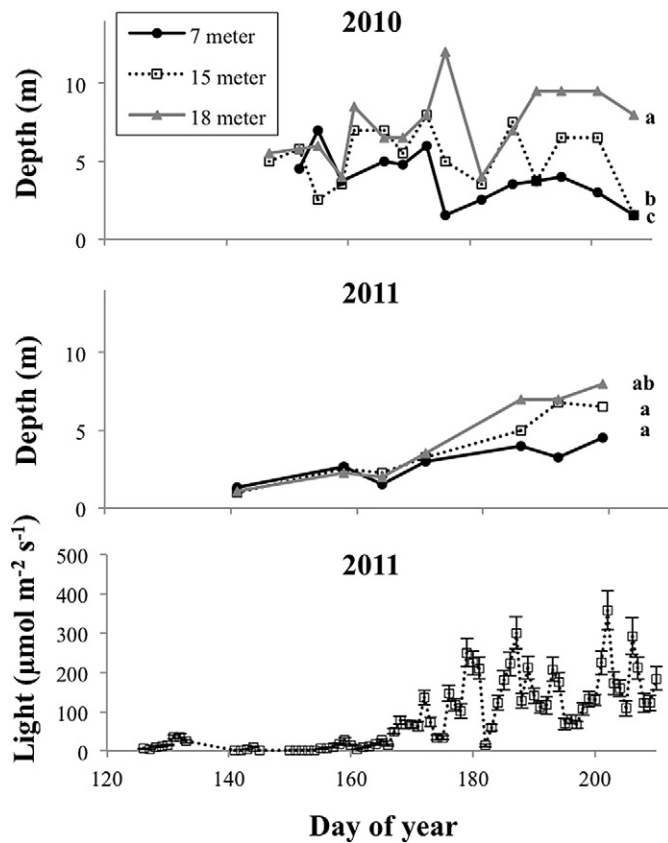 2010
7 meter
15 meter
18 meter
Depth (m)
10
5
0
a
b
c
2011
Depth (m)
10
5
0
ab
a
a
2011
Light (µmol m⁻² s⁻¹)
500
400
300
200
100
0
120 140 160 180 200
Day of year